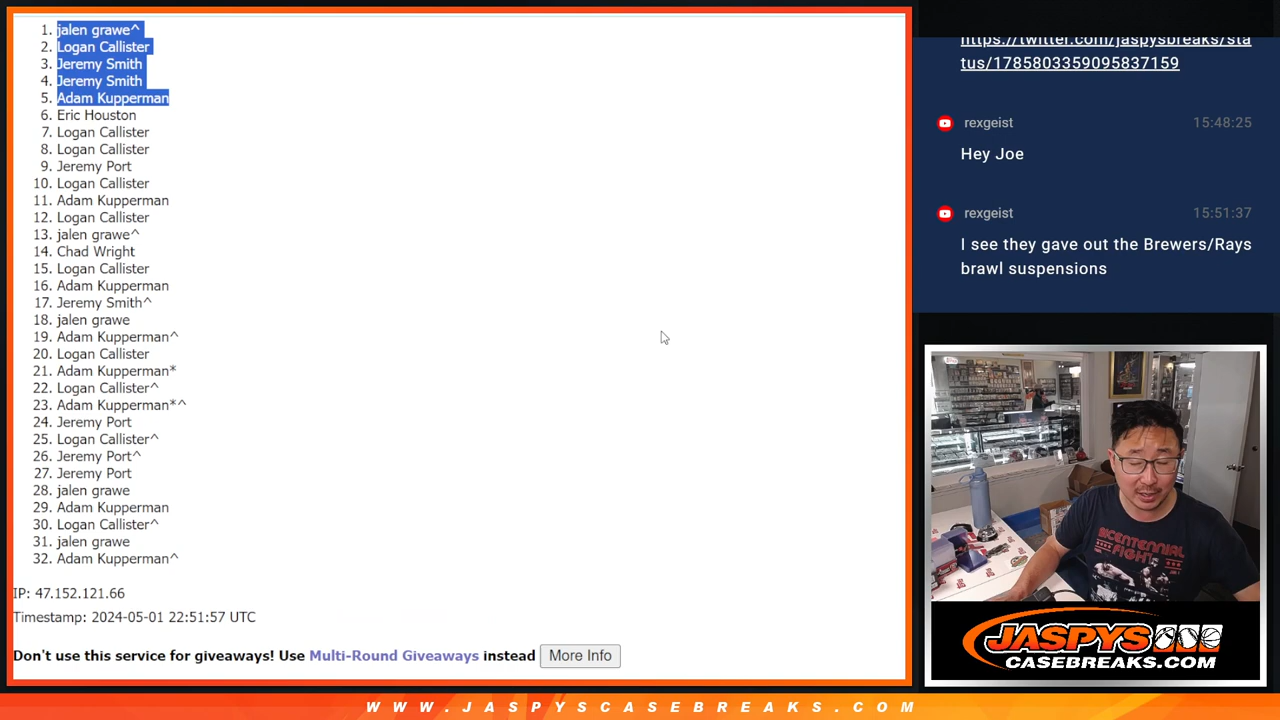 1. jalen grawe^
2. Logan Callister
3. Jeremy Smith
4. Jeremy Smith
5. Adam Kupperman
6. Eric Houston
7. Logan Callister
8. Logan Callister
9. Jeremy Port
10. Logan Callister
11. Adam Kupperman
12. Logan Callister
13. jalen grawe^
14. Chad Wright
15. Logan Callister
16. Adam Kupperman
17. Jeremy Smith^
18. jalen grawe
19. Adam Kupperman^
20. Logan Callister
21. Adam Kupperman*
22. Logan Callister^
23. Adam Kupperman*^
24. Jeremy Port
25. Logan Callister^
26. Jeremy Port^
27. Jeremy Port
28. jalen grawe
29. Adam Kupperman
30. Logan Callister^
31. jalen grawe
32. Adam Kupperman^
IP: 47.152.121.66
Timestamp: 2024-05-01 22:51:57 UTC
Don't use this service for giveaways! Use Multi-Round Giveaways instead More Info
https://twitter.com/jaspysbreaks/sta
tus/1785803359095837159
rexgeist 15:48:25
Hey Joe
rexgeist 15:51:37
I see they gave out the Brewers/Rays
brawl suspensions
BICENTENNIAL
FIGHT
JASPYS
CASEBREAKS.COM
WWW.JASPYSCASEBREAKS.COM